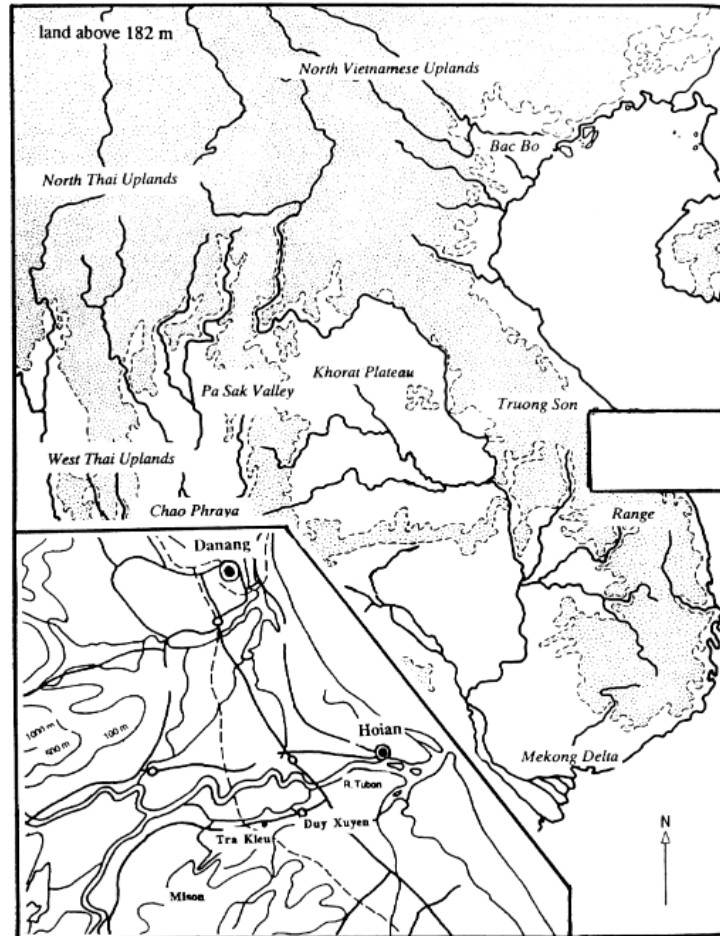 land above 182 m
North Vietnamese Uplands
Bac Bo
North Thai Uplands
Khorat Plateau
Pa Sak Valley
Truong Son
West Thai Uplands
Chao Phraya
Range
Danang
Hoian
1000 m
500 m
100 m
R. Tubon
Mekong Delta
Duy Xuyen
Tra Kieu
N
Mison